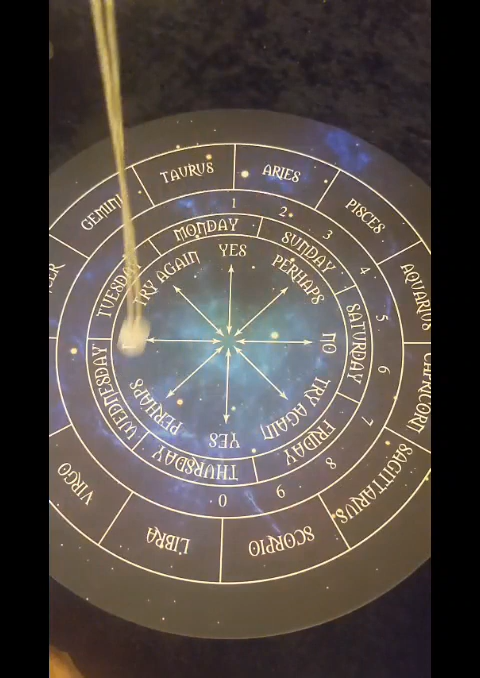 TAURUS
ARIES
PISCES
AQUARIUS
CAPRICORN
SAGITTARIUS
SCORPIO
LIBRA
VIRGO
GEMINI
1
2
3
4
5
6
7
8
9
0
MONDAY
SUNDAY
SATURDAY
FRIDAY
THURSDAY
WEDNESDAY
TUESDAY
YES
PERHAPS
NO
TRY AGAIN
YES
PERHAPS
TRY AGAIN